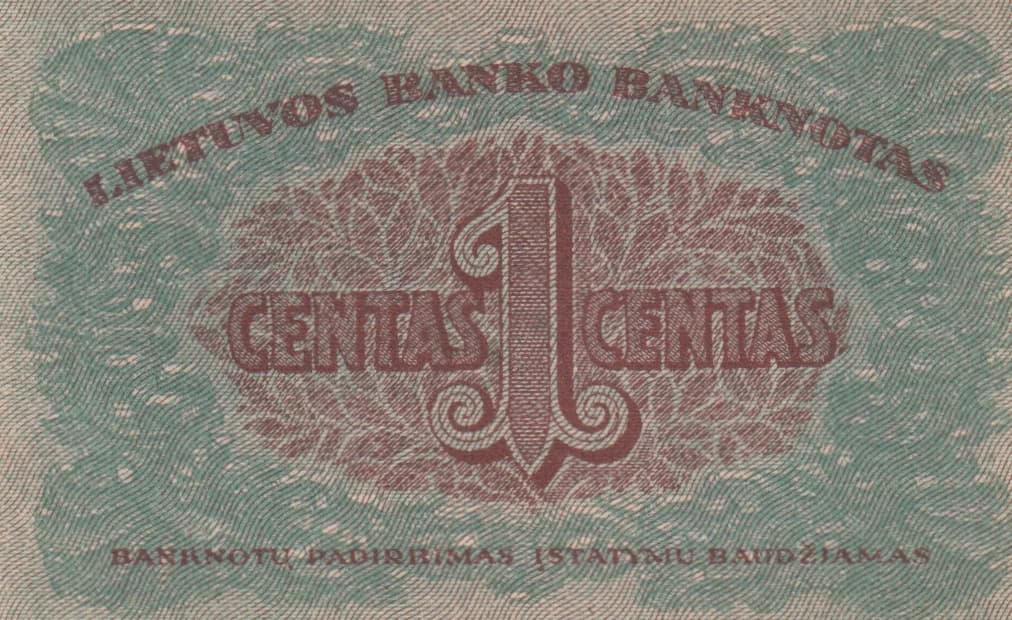 LIETUVOS BANKO BANKNOTAS
CENTAS 1 CENTAS
BANKNOTŲ PADIRBIMAS ĮSTATYMU BAUDŽIAMAS